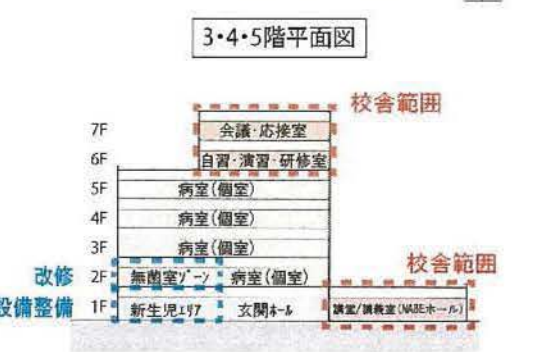 3・4・5階平面図
校舎範囲
7F 会議・応接室
6F 自習・演習・研修室
5F 病室(個室)
4F 病室(個室)
3F 病室(個室)
校舎範囲
改修 2F 無菌室ゾーン 病室(個室)
設備整備 1F 新生児エリア 玄関ホール 講堂/講義室(NABEホール)